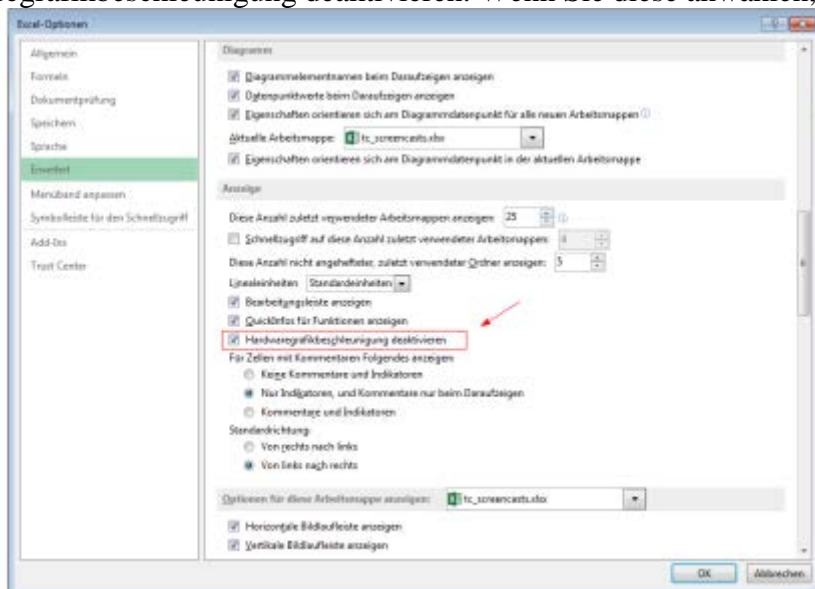 Excel-Optionen
Allgemein
Formeln
Dokumentprüfung
Speichern
Sprache
Erweitert
Menüband anpassen
Symbolleiste für den Schnellzugriff
Add-Ins
Trust Center
Diagramm
Diagrammelementnamen beim Daraufzeigen anzeigen
Datenpunktwerte beim Daraufzeigen anzeigen
Eigenschaften orientieren sich am Diagrammdatenpunkt für alle neuen Arbeitsmappen
Aktuelle Arbeitsmappe: tc_screencasts.xlsx
Eigenschaften orientieren sich am Diagrammdatenpunkt in der aktuellen Arbeitsmappe
Anzeige
Diese Anzahl zuletzt verwendeter Arbeitsmappen anzeigen: 25
Schnellzugriff auf diese Anzahl zuletzt verwendeter Arbeitsmappen: 4
Diese Anzahl nicht angehefteter, zuletzt verwendeter Ordner anzeigen: 5
Linealeinheiten Standardeinheiten
Bearbeitungsleiste anzeigen
QuickInfos für Funktionen anzeigen
Hardwaregrafikbeschleunigung deaktivieren
Für Zellen mit Kommentaren Folgendes anzeigen:
Keine Kommentare und Indikatoren
Nur Indikatoren, und Kommentare nur beim Daraufzeigen
Kommentare und Indikatoren
Standardrichtung:
Von rechts nach links
Von links nach rechts
Optionen für diese Arbeitsmappe anzeigen: tc_screencasts.xlsx
Horizontale Bildlaufleiste anzeigen
Vertikale Bildlaufleiste anzeigen
OK Abbrechen